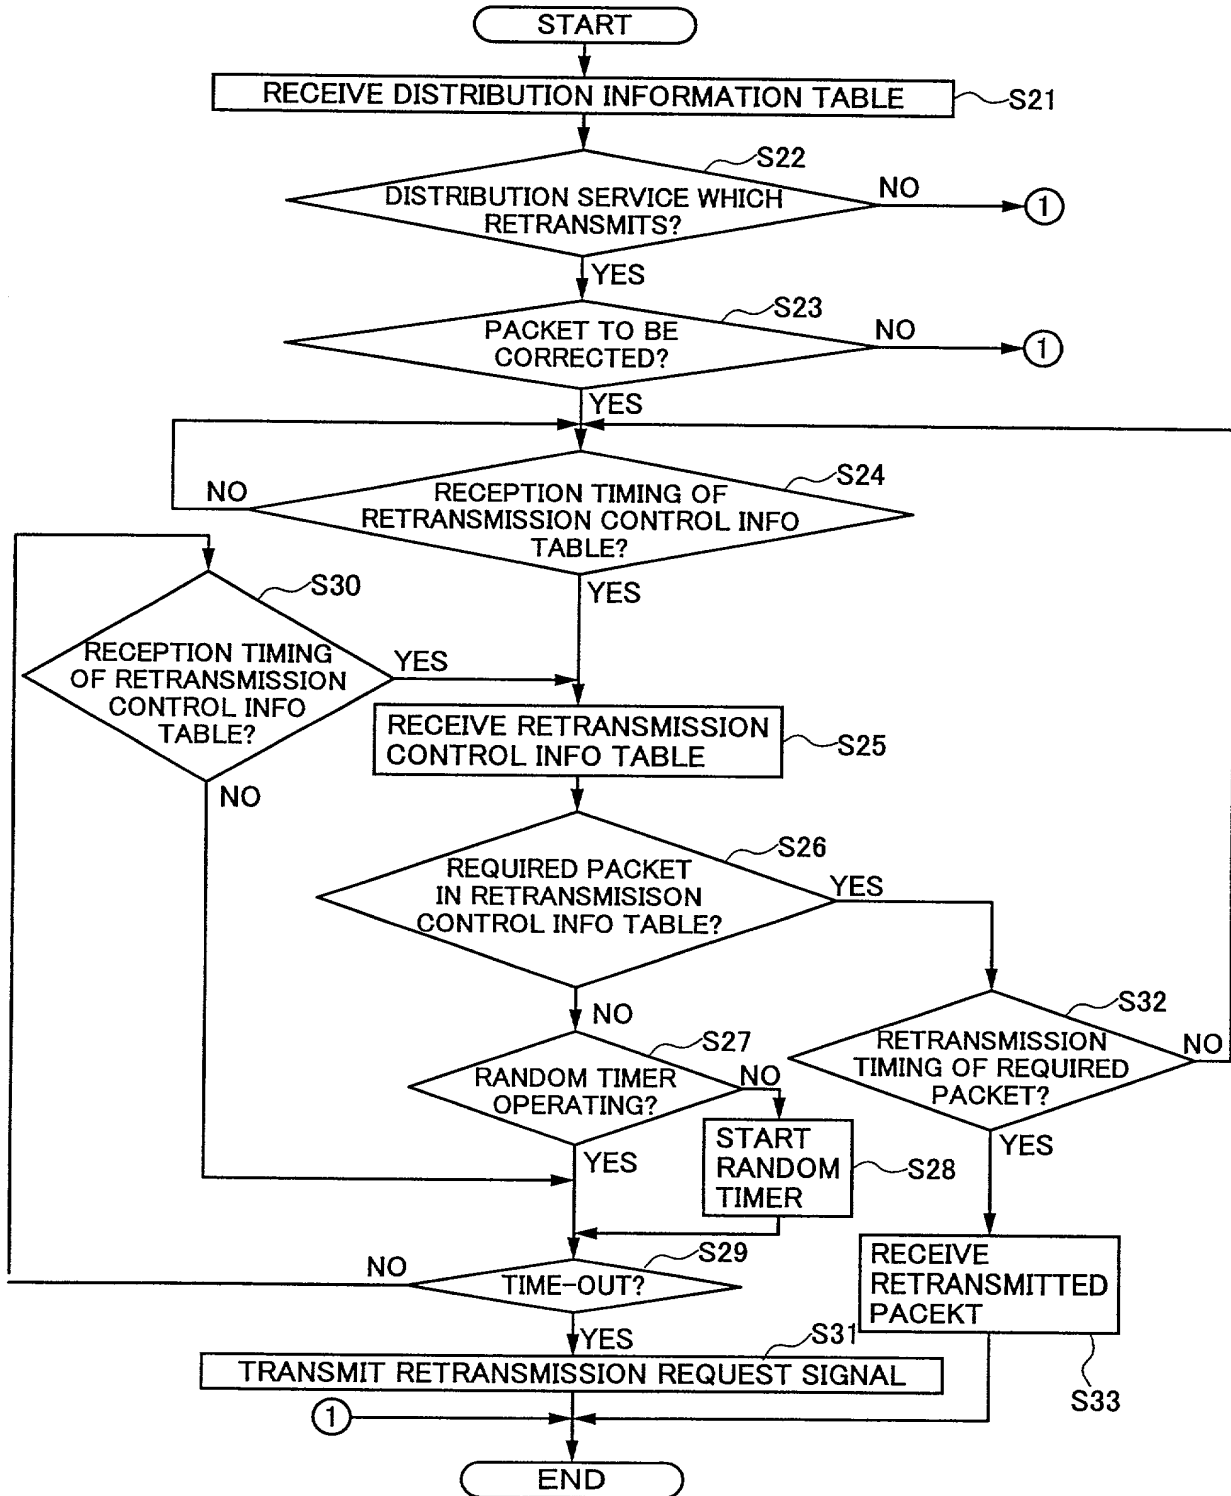 START
RECEIVE DISTRIBUTION INFORMATION TABLE
S21
S22
DISTRIBUTION SERVICE WHICH
RETRANSMITS?
NO
1
YES
S23
PACKET TO BE
CORRECTED?
NO
1
YES
S24
NO
RECEPTION TIMING OF
RETRANSMISSION CONTROL INFO
TABLE?
YES
S30
RECEPTION TIMING
OF RETRANSMISSION
CONTROL INFO
TABLE?
YES
NO
RECEIVE RETRANSMISSION
CONTROL INFO TABLE
S25
S26
REQUIRED PACKET
IN RETRANSMISISON
CONTROL INFO TABLE?
YES
NO
S32
RETRANSMISSION
TIMING OF REQUIRED
PACKET?
NO
YES
S27
RANDOM TIMER
OPERATING?
NO
YES
START
RANDOM
TIMER
S28
S29
TIME-OUT?
NO
YES
RECEIVE
RETRANSMITTED
PACEKT
S33
S31
TRANSMIT RETRANSMISSION REQUEST SIGNAL
1
END